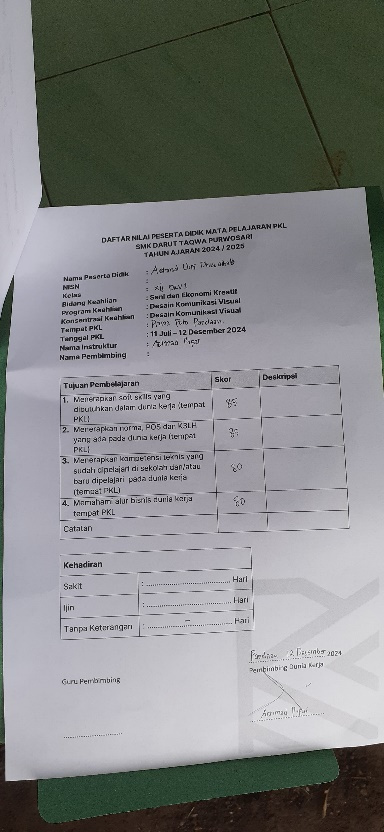 DAFTAR NILAI PESERTA DIDIK MATA PELAJARAN PKL
SMK DARUT TAQWA PURWOSARI
TAHUN AJARAN 2024 / 2025
Nama Peserta Didik :
NISN :
Kelas : XII
Bidang Keahlian : Seni dan Ekonomi Kreatif
Program Keahlian : Desain Komunikasi Visual
Konsentrasi Keahlian : Desain Komunikasi Visual
Tempat PKL : Foto Pandaan
Tanggal PKL : 11 Juli – 12 Desember 2024
Nama Instruktur :
Nama Pembimbing :
Tujuan Pembelajaran Skor Deskripsi
1. Menerapkan soft skills yang
dibutuhkan dalam dunia kerja (tempat 85
PKL)
2. Menerapkan norma, POS dan K3LH
yang ada pada dunia kerja (tempat
PKL)
3. Menerapkan kompetensi teknis yang
sudah dipelajari di sekolah dan/atau 80
baru dipelajari pada dunia kerja
(tempat PKL)
4. Memahami alur bisnis dunia kerja 80
tempat PKL
Catatan
Kehadiran
Sakit : ................................ Hari
Ijin : ................................ Hari
Tanpa Keterangan : ............ – ............ Hari
Pandaan, Desember 2024
Guru Pembimbing
Pembimbing Dunia Kerja